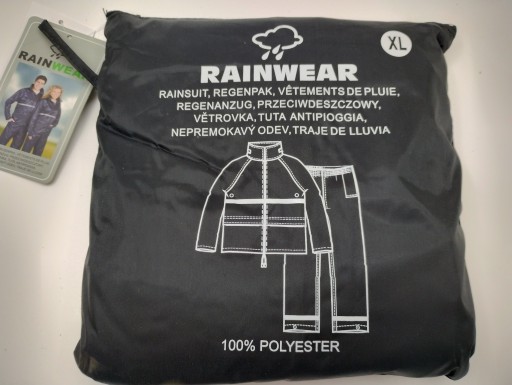 RAINWEAR
XL
RAINWEAR
RAINSUIT, REGENPAK, VÊTEMENTS DE PLUIE,
REGENANZUG, PRZECIWDESZCZOWY,
VĚTROVKA, TUTA ANTIPIOGGIA,
NEPREMOKAVÝ ODEV, TRAJE DE LLUVIA
100% POLYESTER